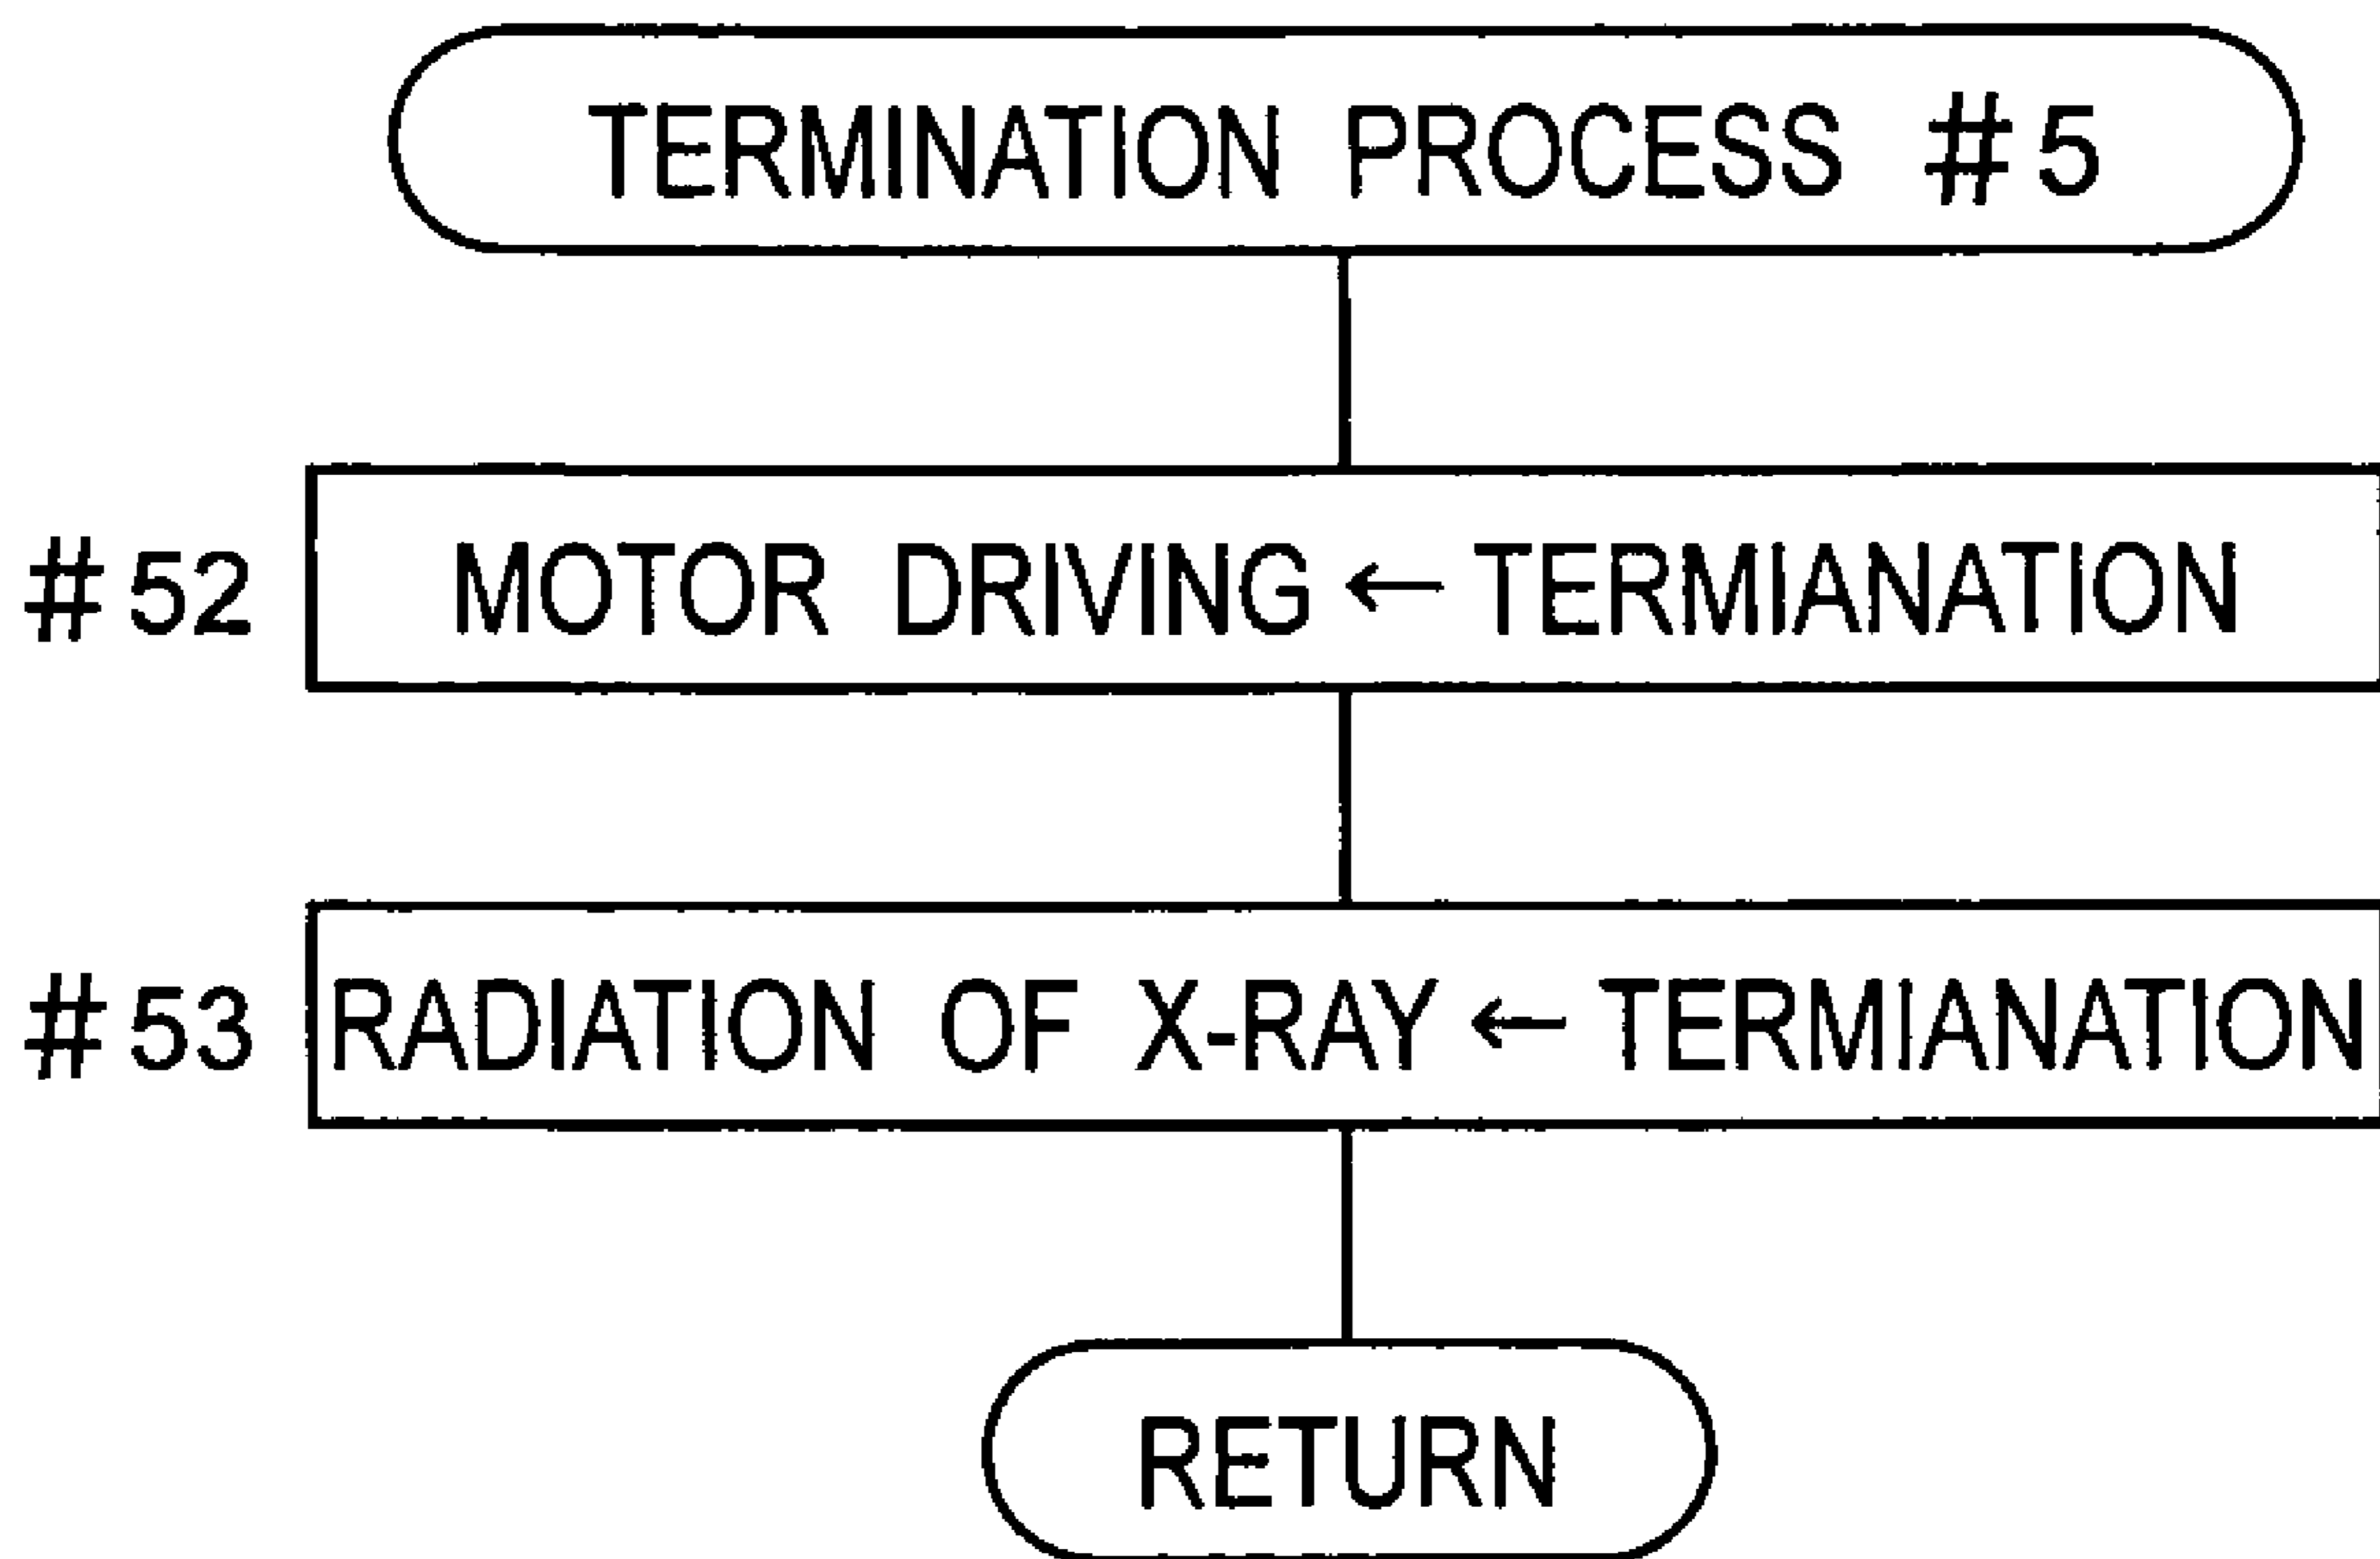 TERMINATION PROCESS #5
#52 MOTOR DRIVING ← TERMIANATION
#53 RADIATION OF X-RAY ← TERMIANATION
RETURN